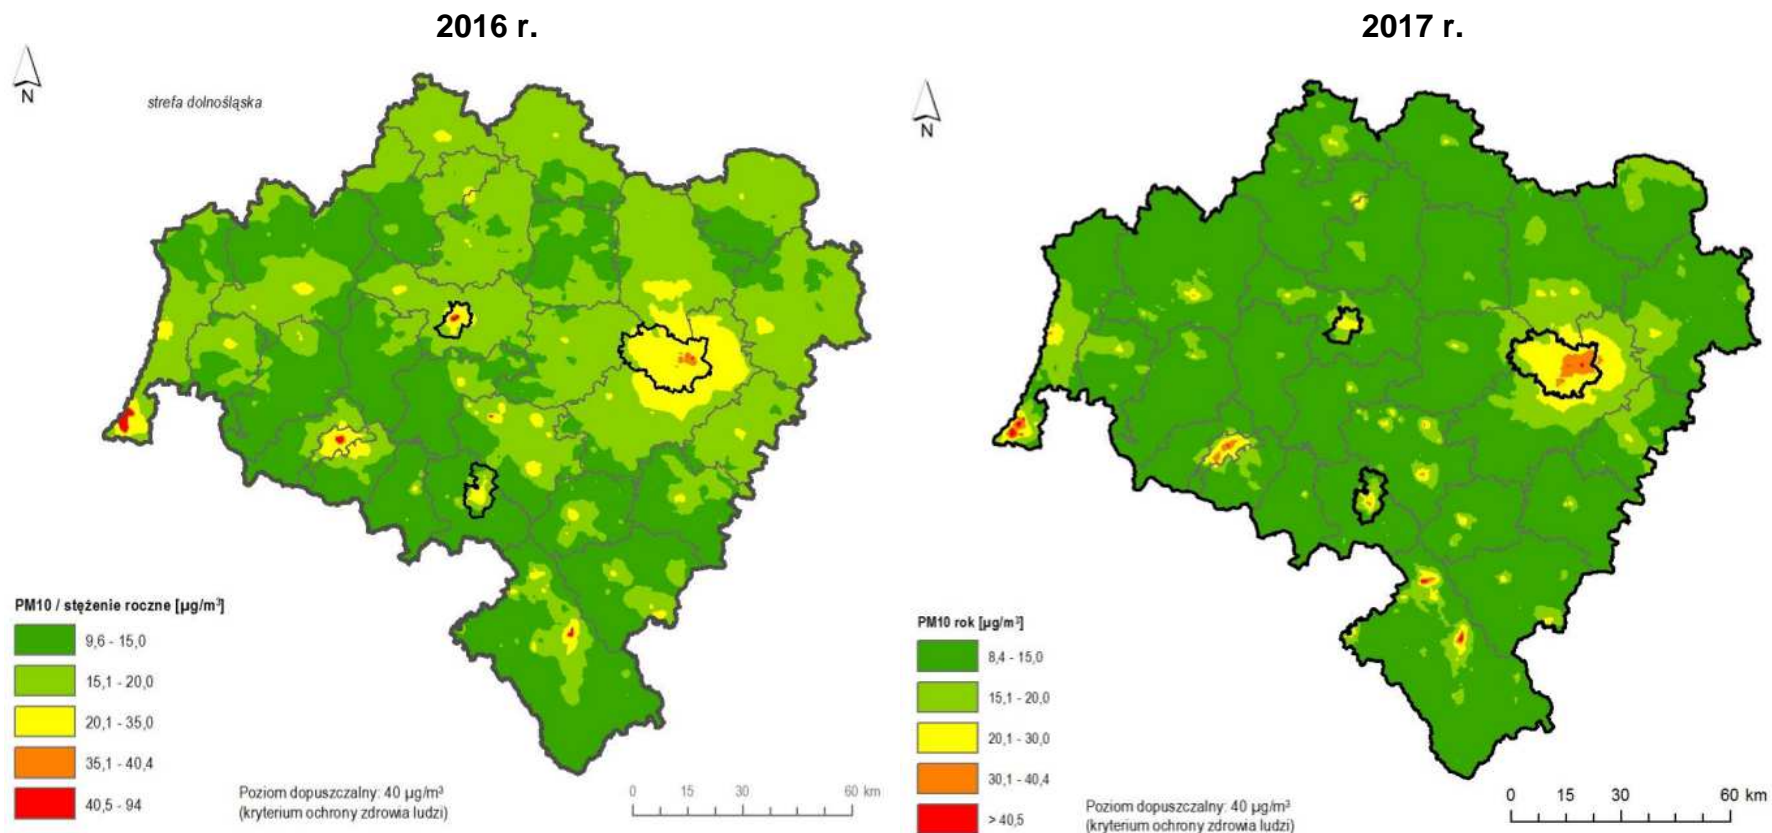 2016 r.
2017 r.
N
strefa dolnośląska
N
PM10 / stężenie roczne [µg/m³]
9,6 - 15,0
15,1 - 20,0
20,1 - 35,0
35,1 - 40,4
40,5 - 94
Poziom dopuszczalny: 40 µg/m³
(kryterium ochrony zdrowia ludzi)
0 15 30 60 km
PM10 rok [µg/m³]
8,4 - 15,0
15,1 - 20,0
20,1 - 30,0
30,1 - 40,4
> 40,5
Poziom dopuszczalny: 40 µg/m³
(kryterium ochrony zdrowia ludzi)
0 15 30 60 km